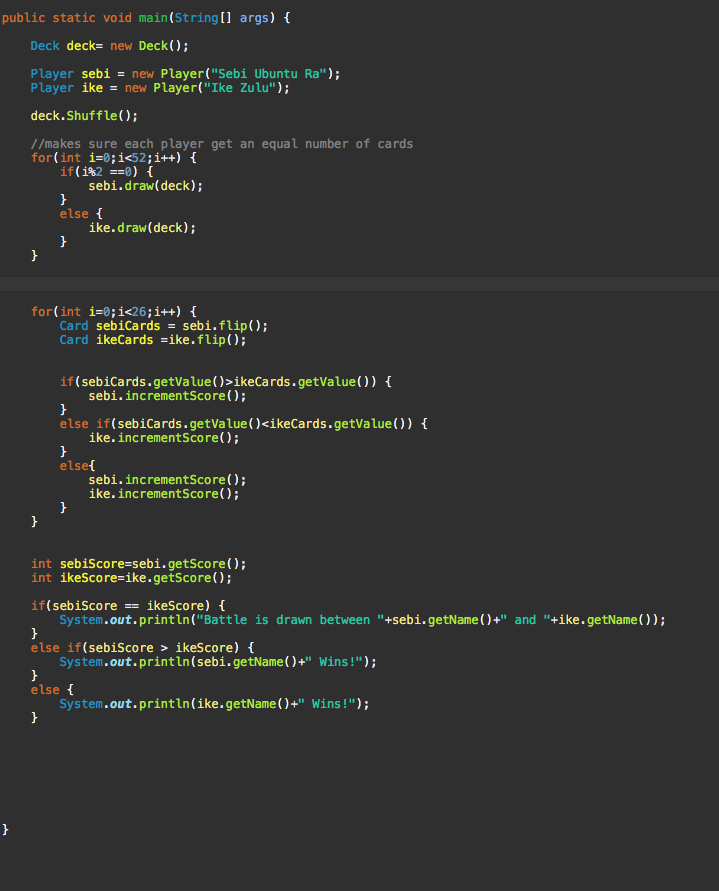 public static void main(String[] args) {
Deck deck= new Deck();
Player sebi = new Player("Sebi Ubuntu Ra");
Player ike = new Player("Ike Zulu");
deck.Shuffle();
//makes sure each player get an equal number of cards
for(int i=0;i<52;i++) {
if(i%2 ==0) {
sebi.draw(deck);
}
else {
ike.draw(deck);
}
}
for(int i=0;i<26;i++) {
Card sebiCards = sebi.flip();
Card ikeCards =ike.flip();
if(sebiCards.getValue()>ikeCards.getValue()) {
sebi.incrementScore();
}
else if(sebiCards.getValue()<ikeCards.getValue()) {
ike.incrementScore();
}
else{
sebi.incrementScore();
ike.incrementScore();
}
}
int sebiScore=sebi.getScore();
int ikeScore=ike.getScore();
if(sebiScore == ikeScore) {
System.out.println("Battle is drawn between "+sebi.getName()+" and "+ike.getName());
}
else if(sebiScore > ikeScore) {
System.out.println(sebi.getName()+" Wins!");
}
else {
System.out.println(ike.getName()+" Wins!");
}
}